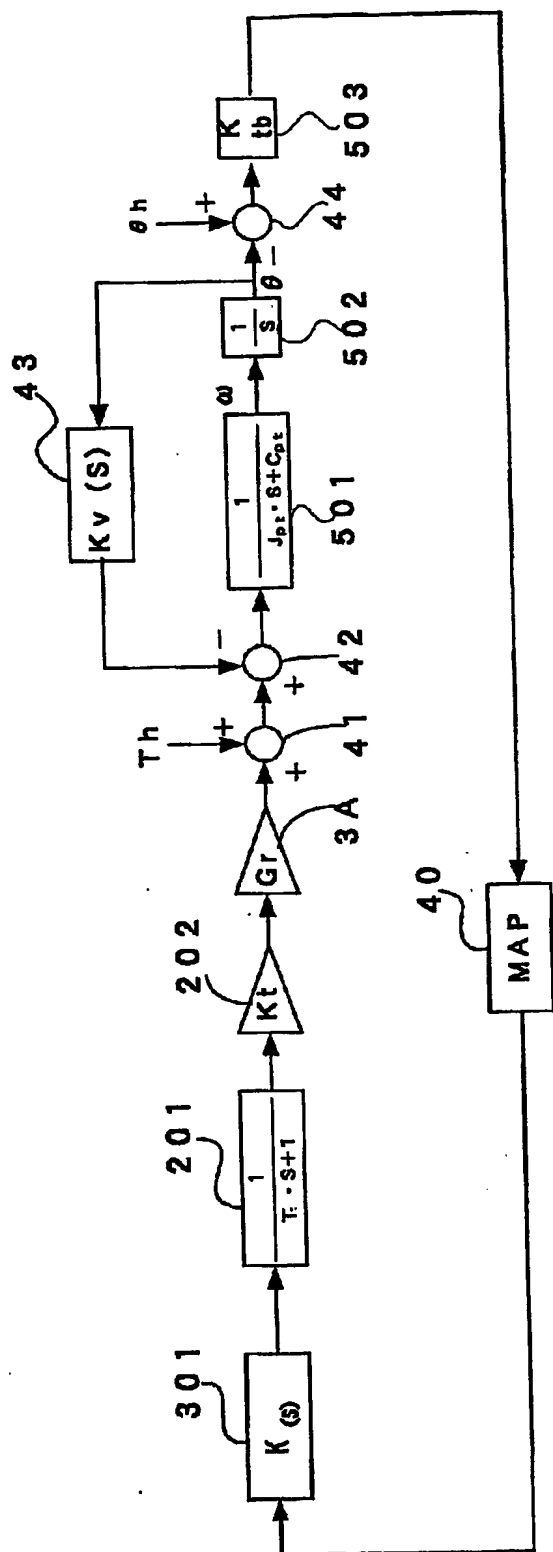 301
K (S)
201
1
Ti · S+1
202
Kt
Gr
3A
Th
+
+
41
+
−
42
43
Kv (S)
1
Jpt · S+Cpt
501
ω
1
S
502
θ
−
θh
+
44
K
tb
503
40
MAP